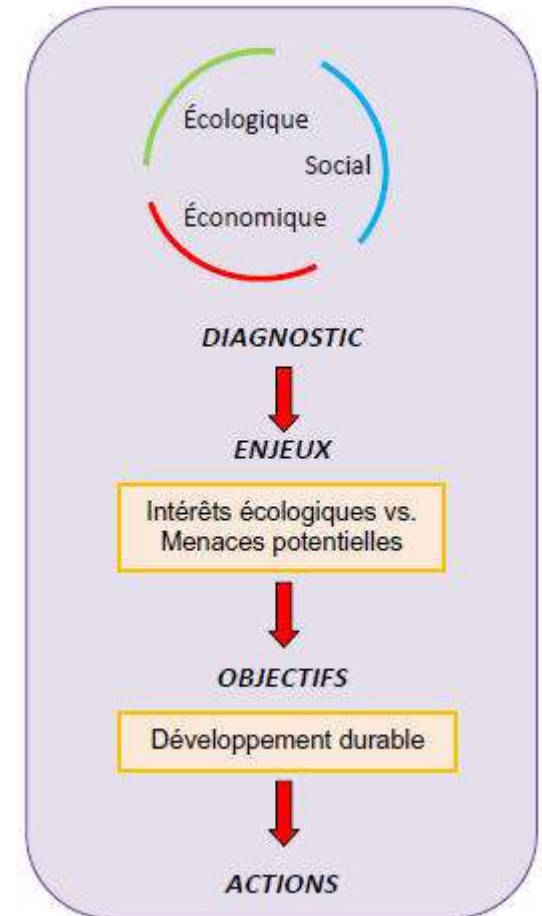 Écologique
Social
Économique
DIAGNOSTIC
ENJEUX
Intérêts écologiques vs.
Menaces potentielles
OBJECTIFS
Développement durable
ACTIONS